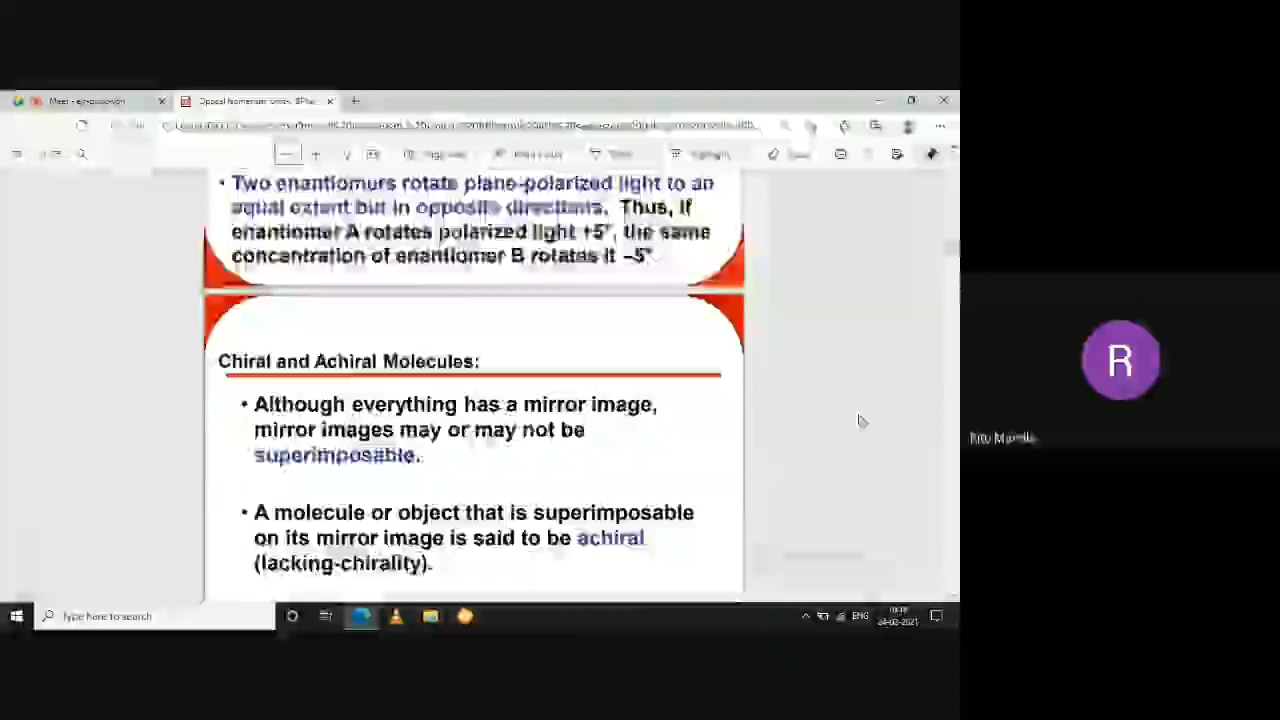 Meet -
Optical Isomerism
• Two enantiomers rotate plane-polarized light to an
equal extent but in opposite directions. Thus, if
enantiomer A rotates polarized light +5°, the same
concentration of enantiomer B rotates it –5°.
Chiral and Achiral Molecules:
• Although everything has a mirror image,
mirror images may or may not be
superimposable.
• A molecule or object that is superimposable
on its mirror image is said to be achiral
(lacking-chirality).
R
Type here to search
ENG